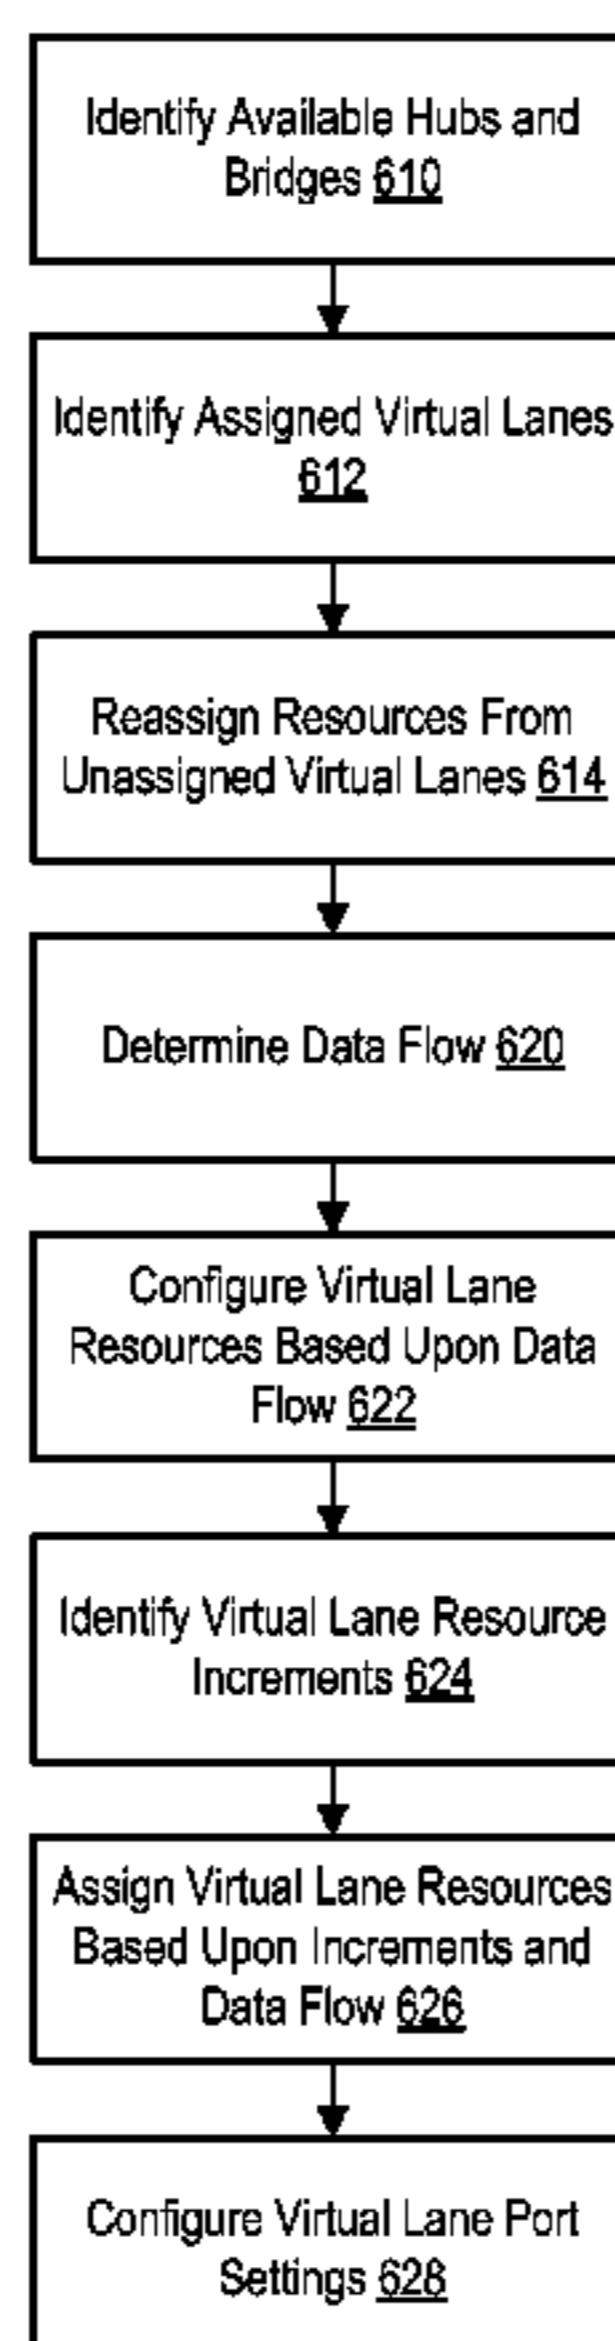 Identify Available Hubs and
Bridges 610
Identify Assigned Virtual Lanes
612
Reassign Resources From
Unassigned Virtual Lanes 614
Determine Data Flow 620
Configure Virtual Lane
Resources Based Upon Data
Flow 622
Identify Virtual Lane Resource
Increments 624
Assign Virtual Lane Resources
Based Upon Increments and
Data Flow 626
Configure Virtual Lane Port
Settings 628